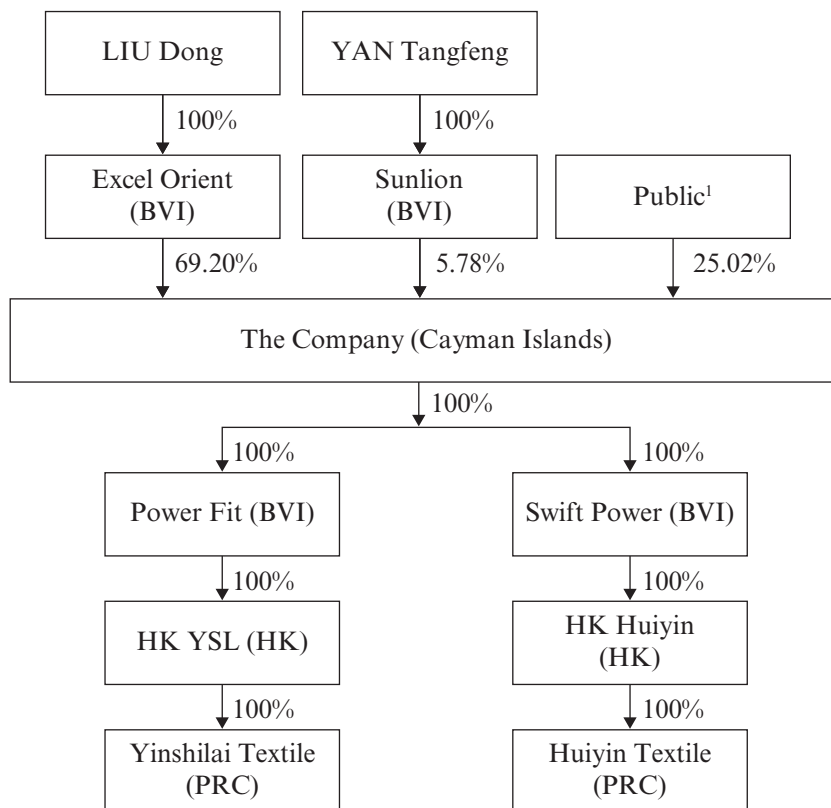 LIU Dong
YAN Tangfeng
100%
100%
Excel Orient
(BVI)
Sunlion
(BVI)
Public¹
69.20%
5.78%
25.02%
The Company (Cayman Islands)
100%
100%
100%
Power Fit (BVI)
Swift Power (BVI)
100%
100%
HK YSL (HK)
HK Huiyin
(HK)
100%
100%
Yinshilai Textile
(PRC)
Huiyin Textile
(PRC)